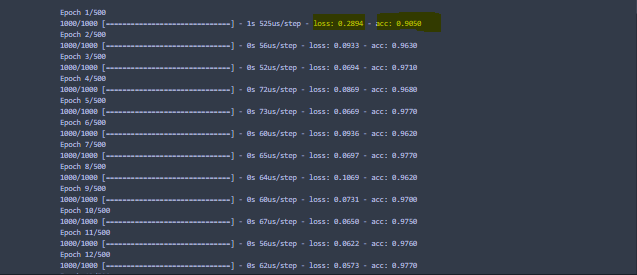 Epoch 1/500
1000/1000 [==============================] - 1s 525us/step - loss: 0.2894 - acc: 0.9050
Epoch 2/500
1000/1000 [==============================] - 0s 56us/step - loss: 0.0933 - acc: 0.9630
Epoch 3/500
1000/1000 [==============================] - 0s 52us/step - loss: 0.0694 - acc: 0.9710
Epoch 4/500
1000/1000 [==============================] - 0s 72us/step - loss: 0.0869 - acc: 0.9680
Epoch 5/500
1000/1000 [==============================] - 0s 73us/step - loss: 0.0669 - acc: 0.9770
Epoch 6/500
1000/1000 [==============================] - 0s 60us/step - loss: 0.0936 - acc: 0.9620
Epoch 7/500
1000/1000 [==============================] - 0s 65us/step - loss: 0.0697 - acc: 0.9770
Epoch 8/500
1000/1000 [==============================] - 0s 64us/step - loss: 0.1069 - acc: 0.9620
Epoch 9/500
1000/1000 [==============================] - 0s 60us/step - loss: 0.0731 - acc: 0.9700
Epoch 10/500
1000/1000 [==============================] - 0s 67us/step - loss: 0.0650 - acc: 0.9750
Epoch 11/500
1000/1000 [==============================] - 0s 56us/step - loss: 0.0622 - acc: 0.9760
Epoch 12/500
1000/1000 [==============================] - 0s 62us/step - loss: 0.0573 - acc: 0.9770